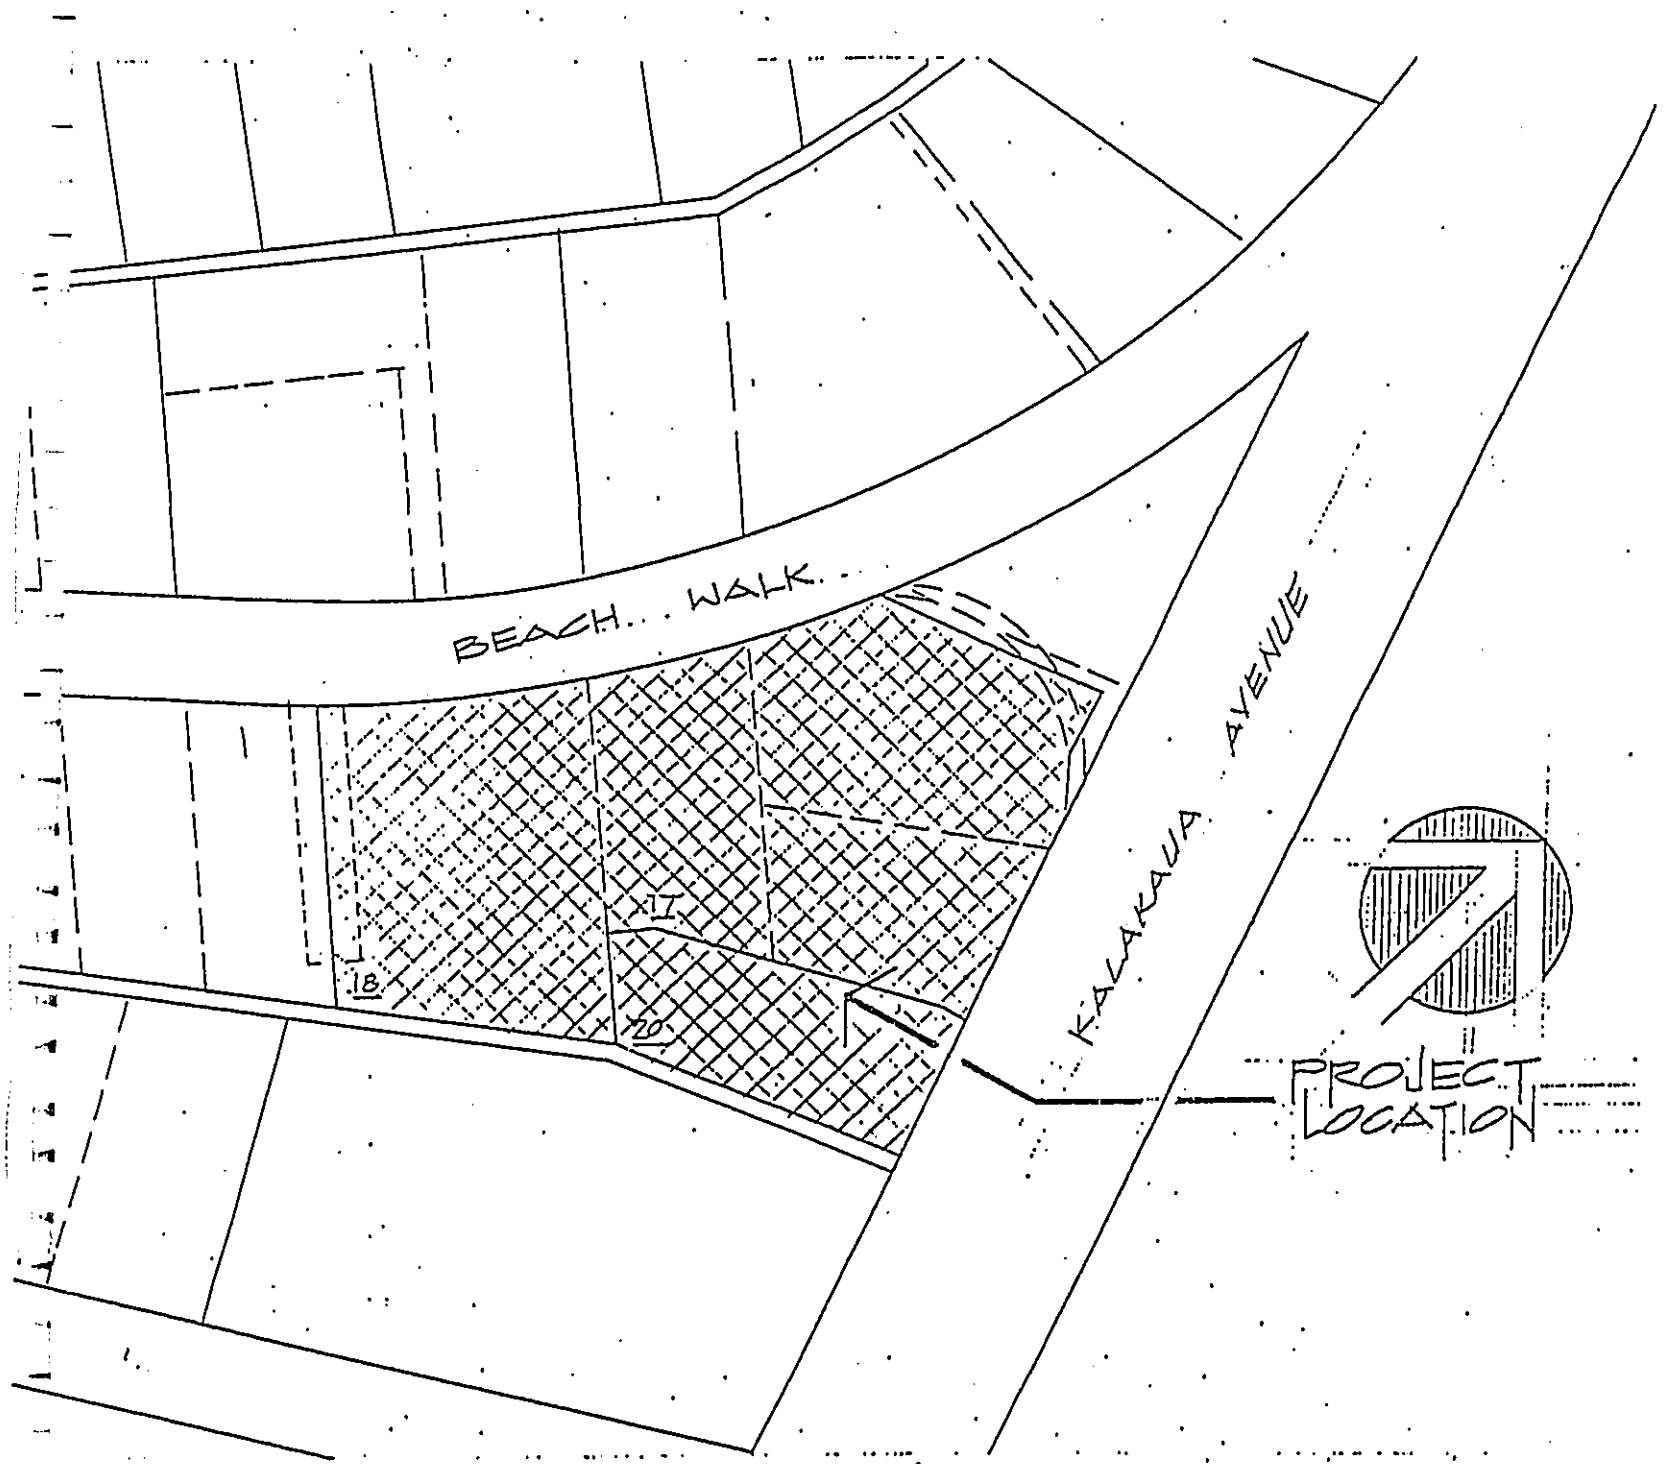 BEACH WALK
KALAKAUA AVENUE
17
18
20
PROJECT
LOCATION